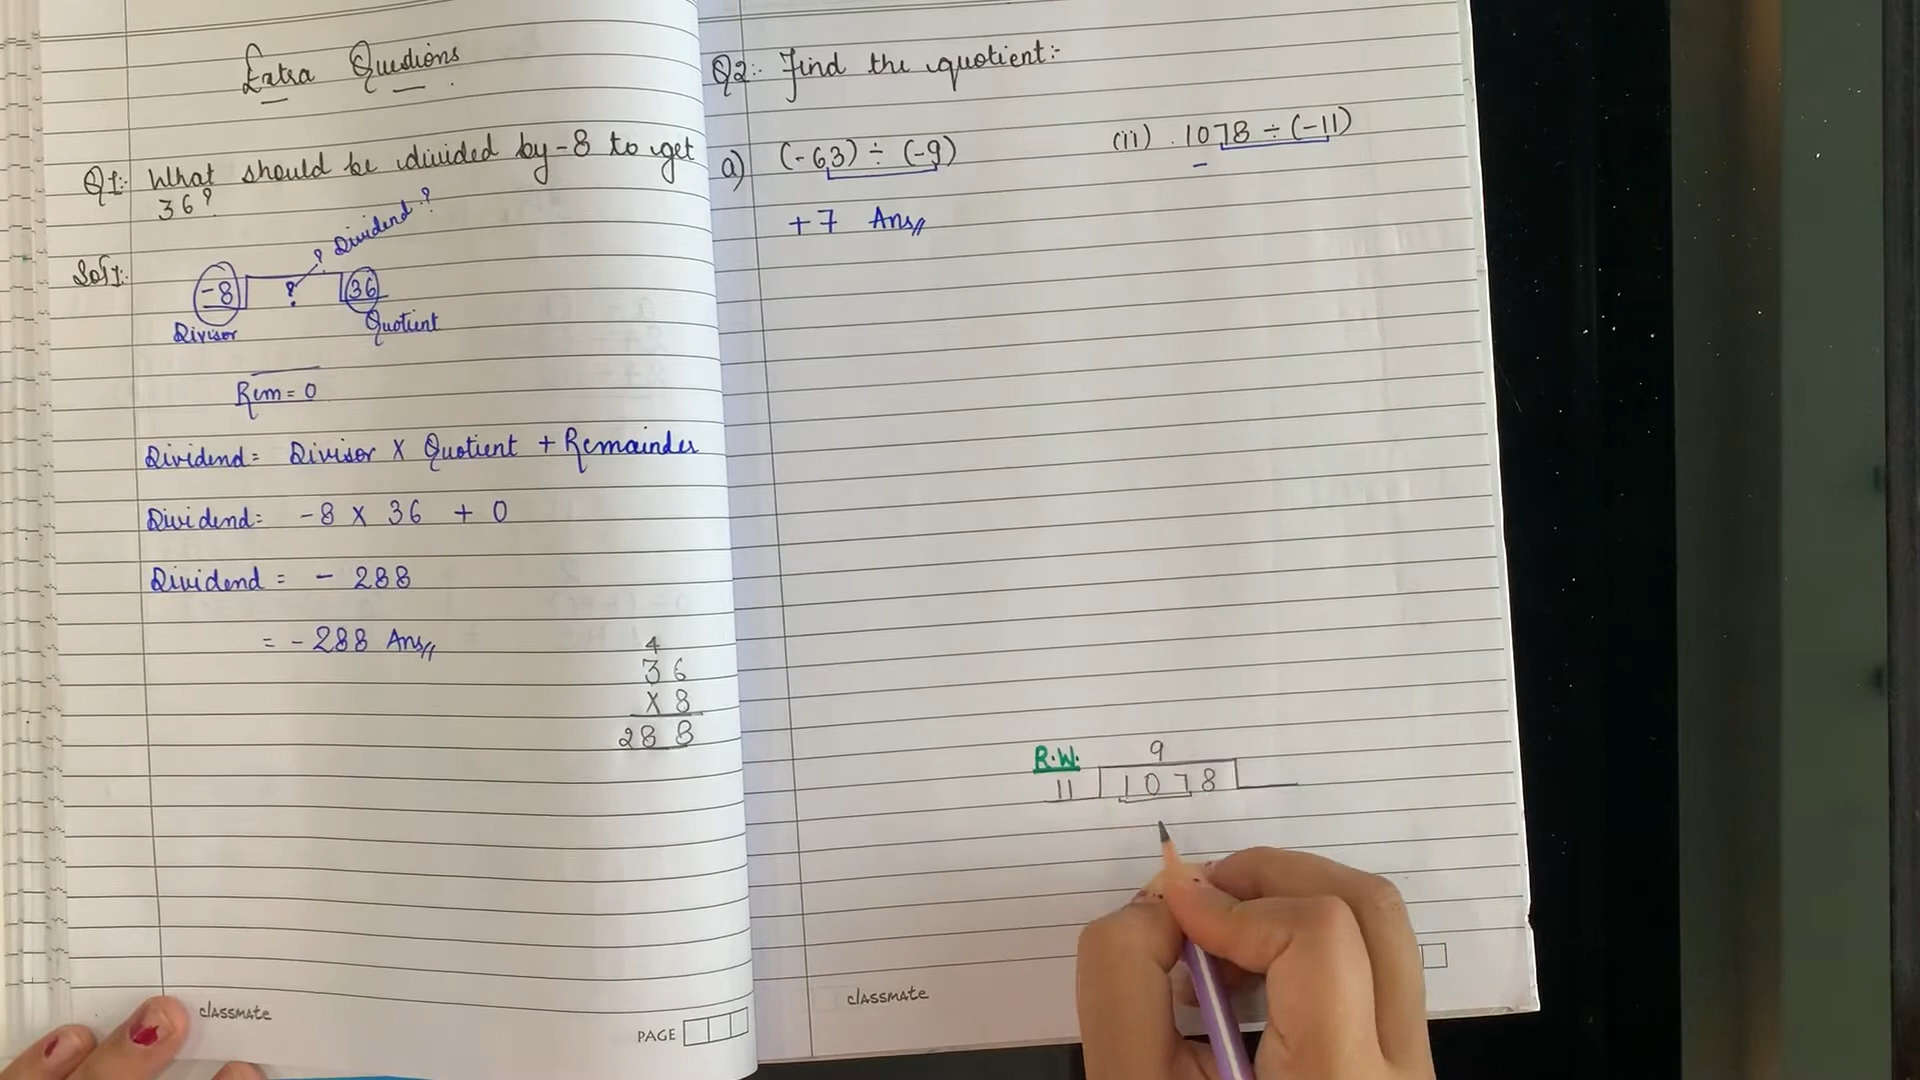 Extra Questions
Q1:- What should be divided by -8 to get
36?
Sol1:-
? Dividend?
-8 ? 36
Divisor Quotient
Rem = 0
Dividend = Divisor X Quotient + Remainder
Dividend = -8 X 36 + 0
Dividend = - 288
= - 288 Ans
4
36
X 8
288
classmate
PAGE
Q2:- Find the quotient:-
a) (-63) ÷ (-9)
+7 Ans
(ii) . 1078 ÷ (-11)
R.W.
9
11 1078
classmate